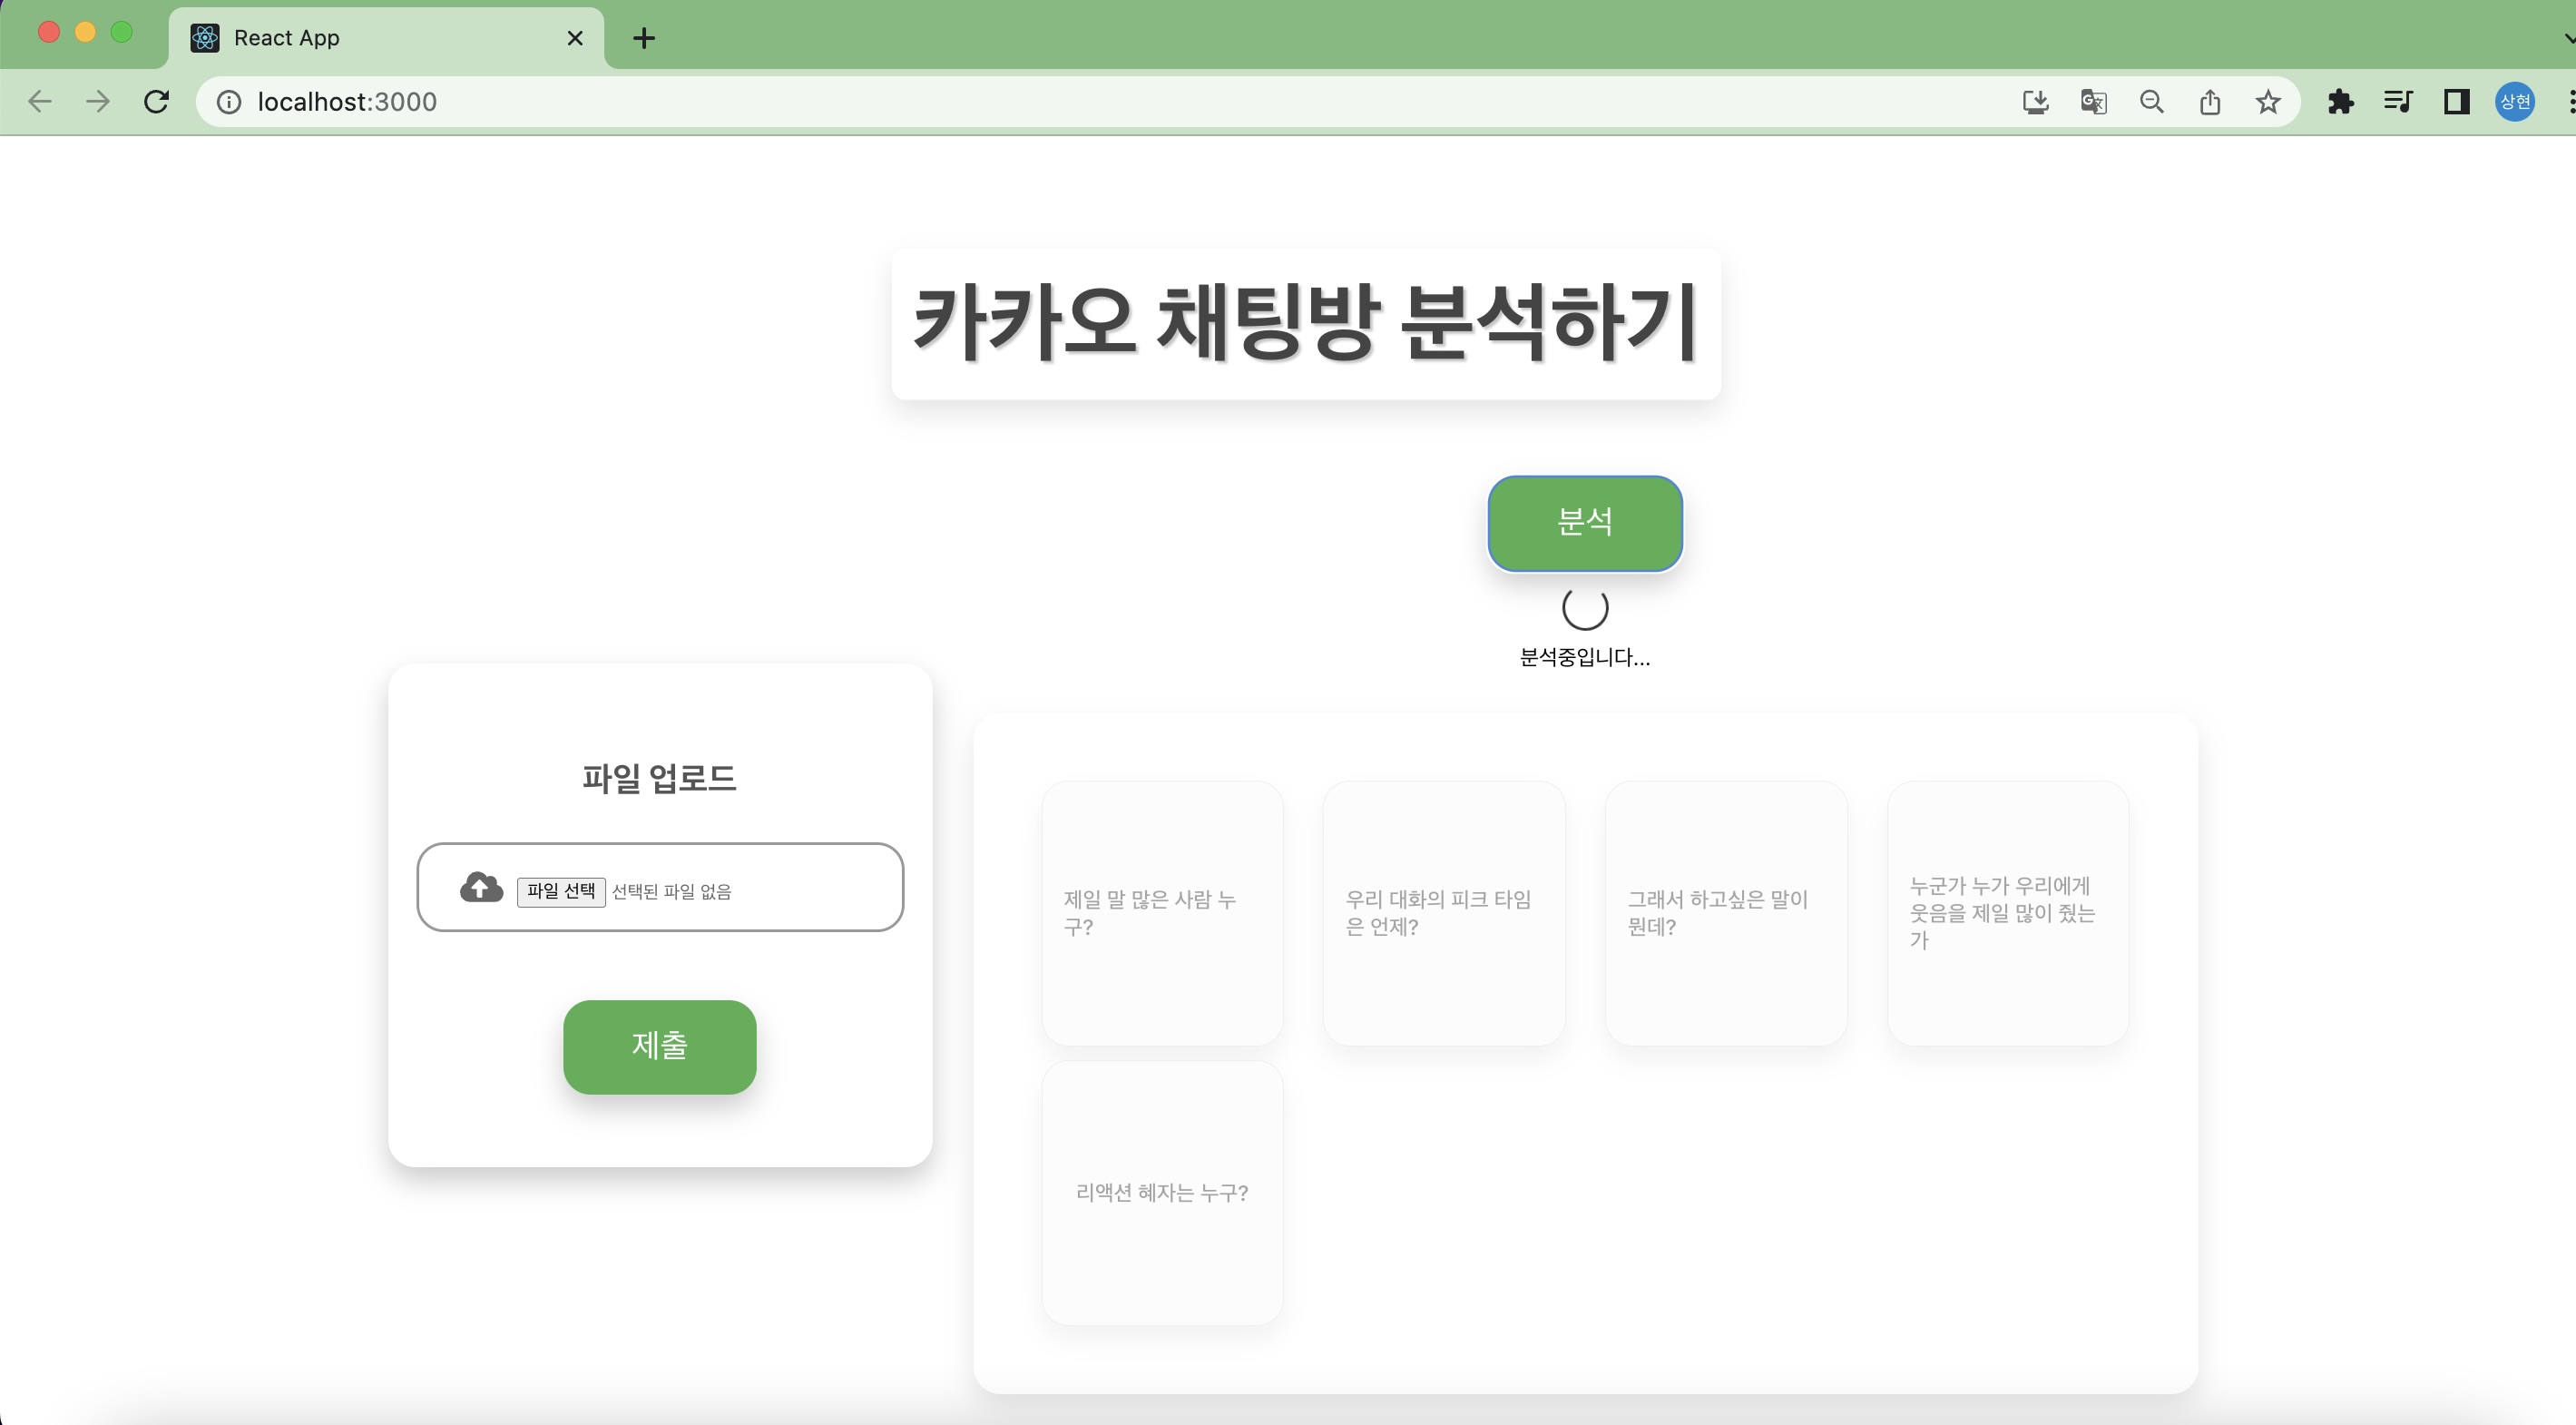 React App
localhost:3000
상현
카카오 채팅방 분석하기
분석
분석중입니다...
파일 업로드
파일 선택 선택된 파일 없음
제출
제일 말 많은 사람 누
구?
우리 대화의 피크 타임
은 언제?
그래서 하고싶은 말이
뭔데?
누군가 누가 우리에게
웃음을 제일 많이 줬는
가
리액션 혜자는 누구?